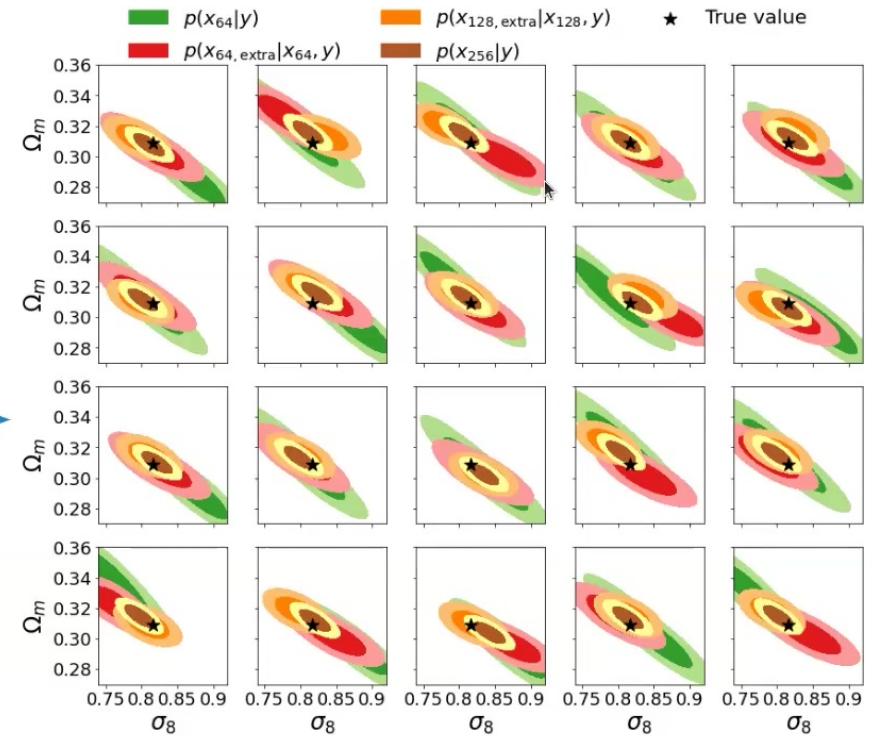 p(x₆₄|y) p(x₁₂₈,extra|x₁₂₈, y) True value
p(x₆₄,extra|x₆₄, y) p(x₂₅₆|y)
0.36
0.34
Ωm 0.32
0.30
0.28
0.36
0.34
Ωm 0.32
0.30
0.28
0.36
0.34
Ωm 0.32
0.30
0.28
0.36
0.34
Ωm 0.32
0.30
0.28
0.75 0.8 0.85 0.9 0.75 0.8 0.85 0.9 0.75 0.8 0.85 0.9 0.75 0.8 0.85 0.9 0.75 0.8 0.85 0.9
σ₈ σ₈ σ₈ σ₈ σ₈